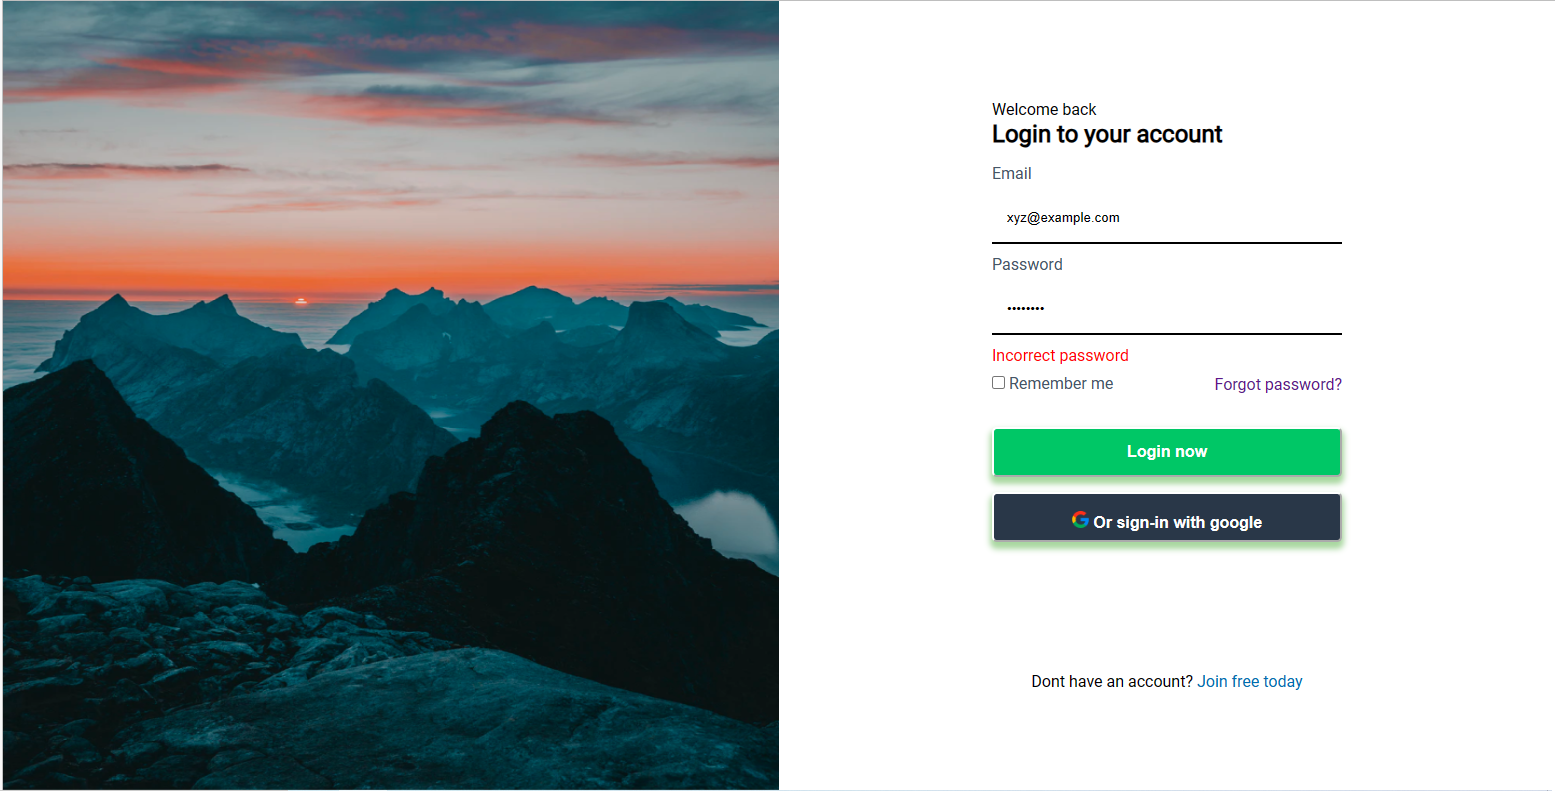 Welcome back
Login to your account
Email
xyz@example.com
Password
••••••••
Incorrect password
Remember me Forgot password?
Login now
Or sign-in with google
Dont have an account? Join free today